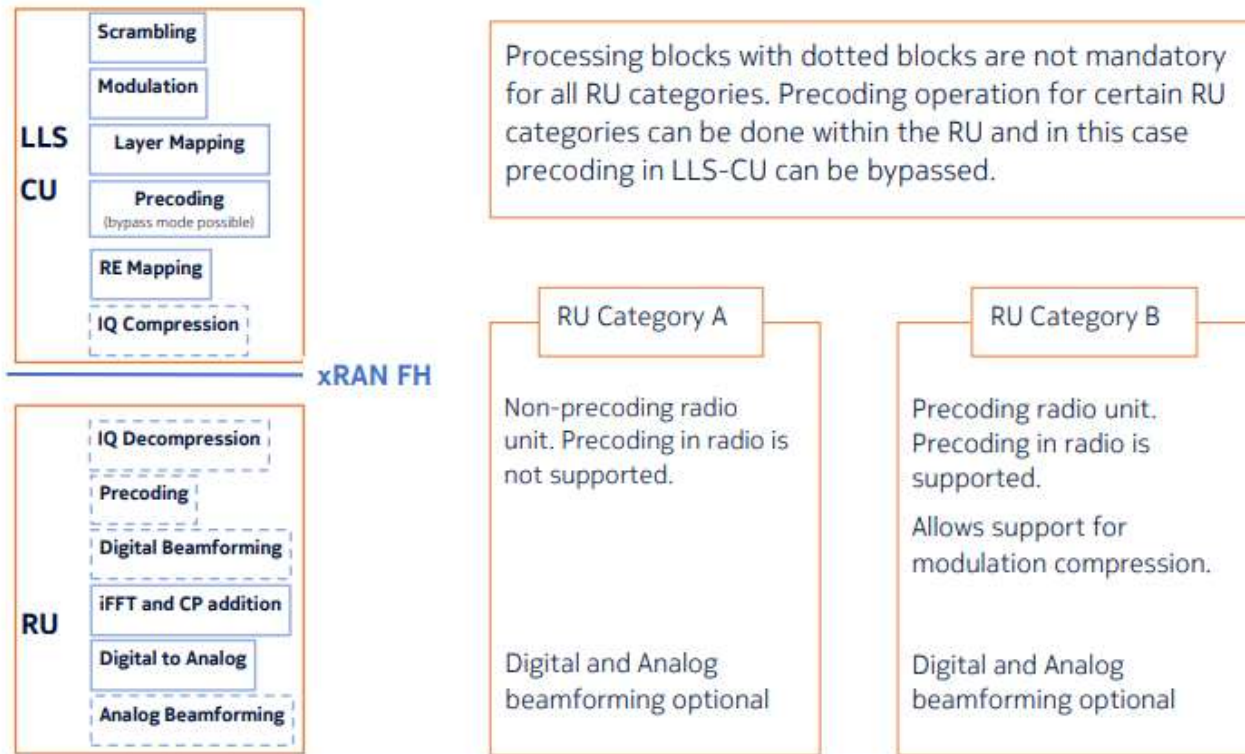 LLS
CU
Scrambling
Modulation
Layer Mapping
Precoding
(bypass mode possible)
RE Mapping
IQ Compression
xRAN FH
RU
IQ Decompression
Precoding
Digital Beamforming
iFFT and CP addition
Digital to Analog
Analog Beamforming
Processing blocks with dotted blocks are not mandatory
for all RU categories. Precoding operation for certain RU
categories can be done within the RU and in this case
precoding in LLS-CU can be bypassed.
RU Category A
Non-precoding radio
unit. Precoding in radio is
not supported.
Digital and Analog
beamforming optional
RU Category B
Precoding radio unit.
Precoding in radio is
supported.
Allows support for
modulation compression.
Digital and Analog
beamforming optional